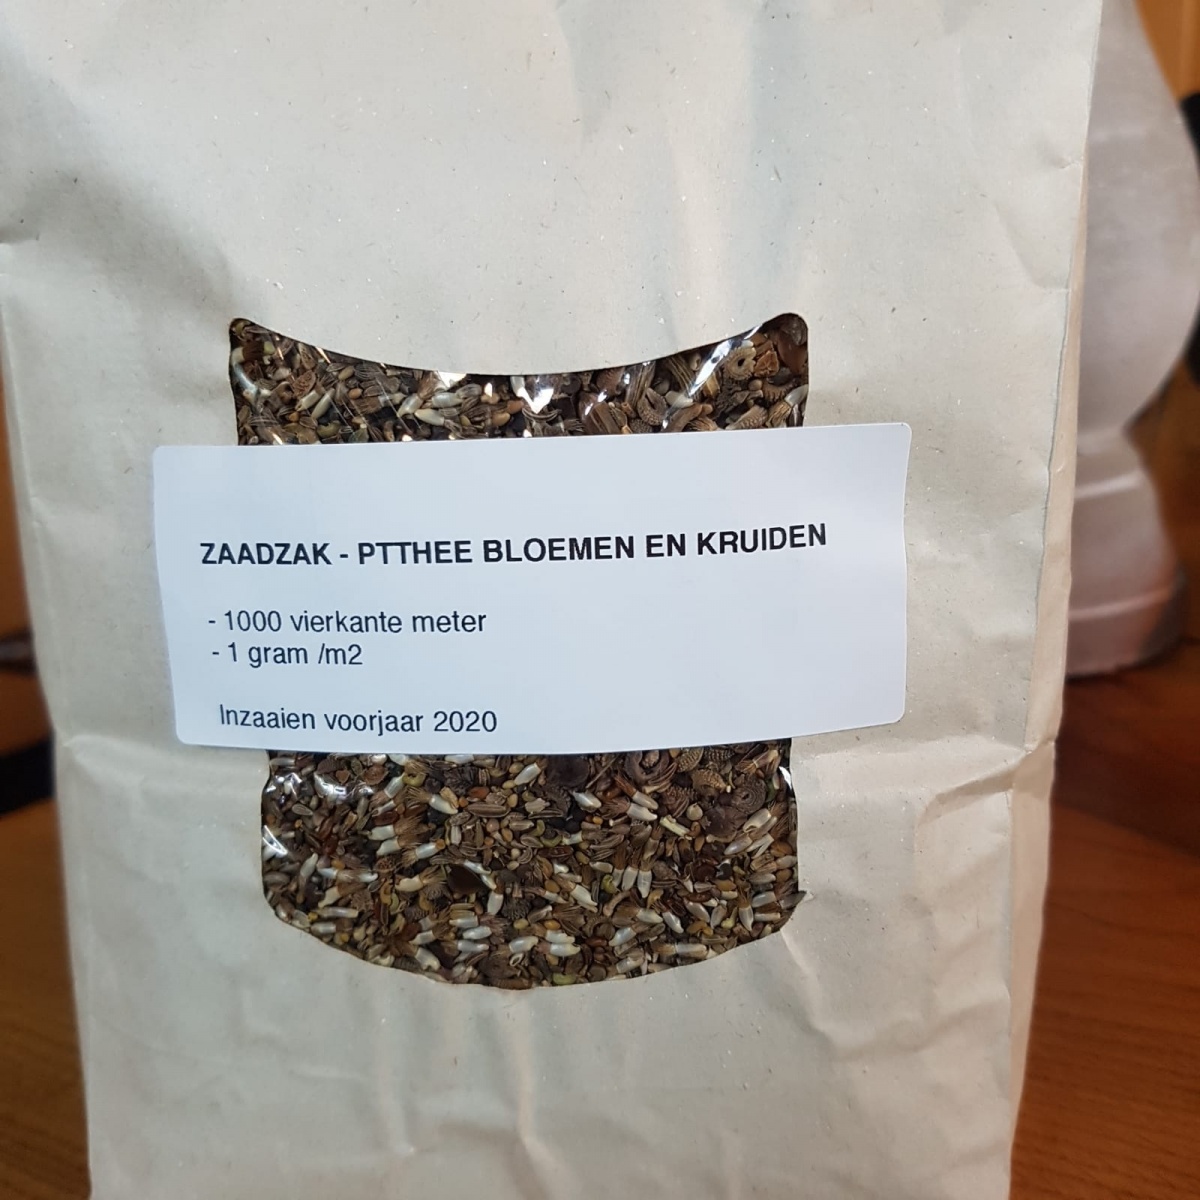 ZAADZAK - PTTHEE BLOEMEN EN KRUIDEN
- 1000 vierkante meter
- 1 gram /m2
Inzaaien voorjaar 2020